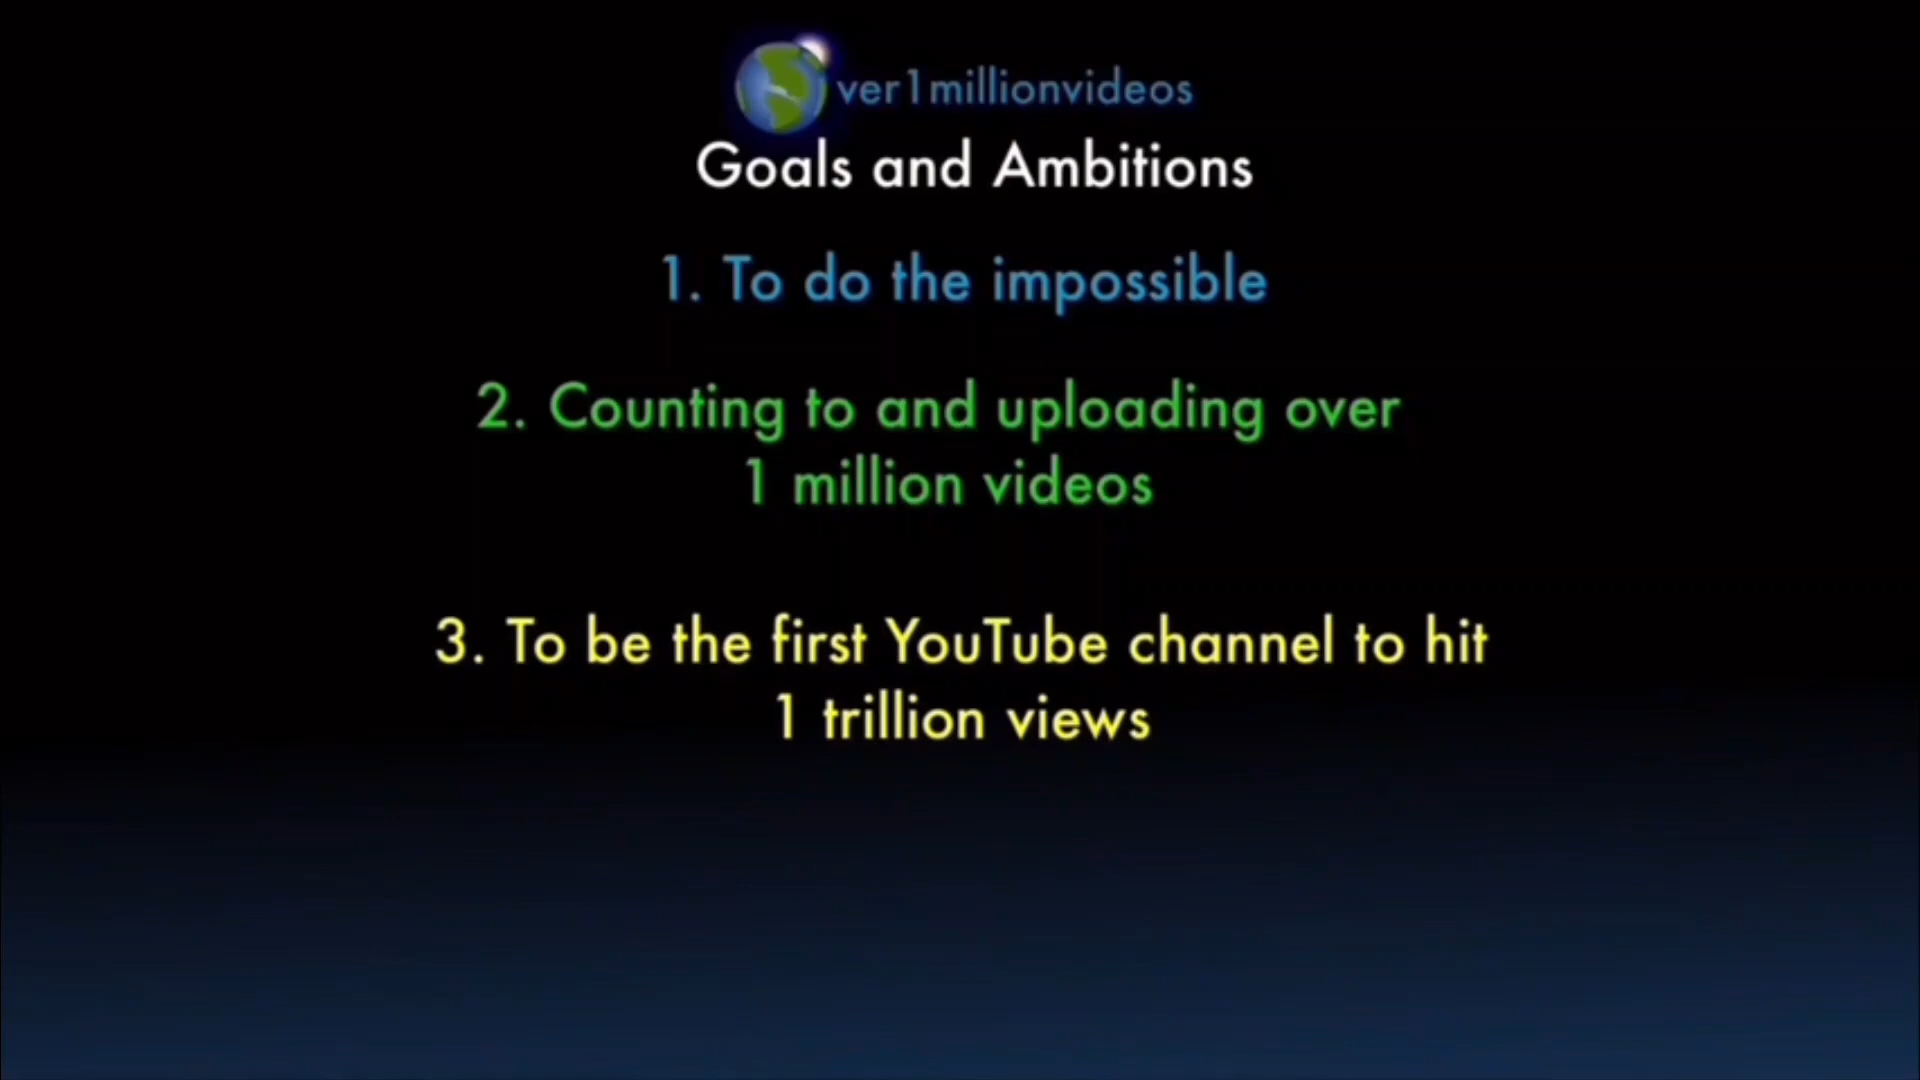 ver1millionvideos
Goals and Ambitions
1. To do the impossible
2. Counting to and uploading over
1 million videos
3. To be the first YouTube channel to hit
1 trillion views